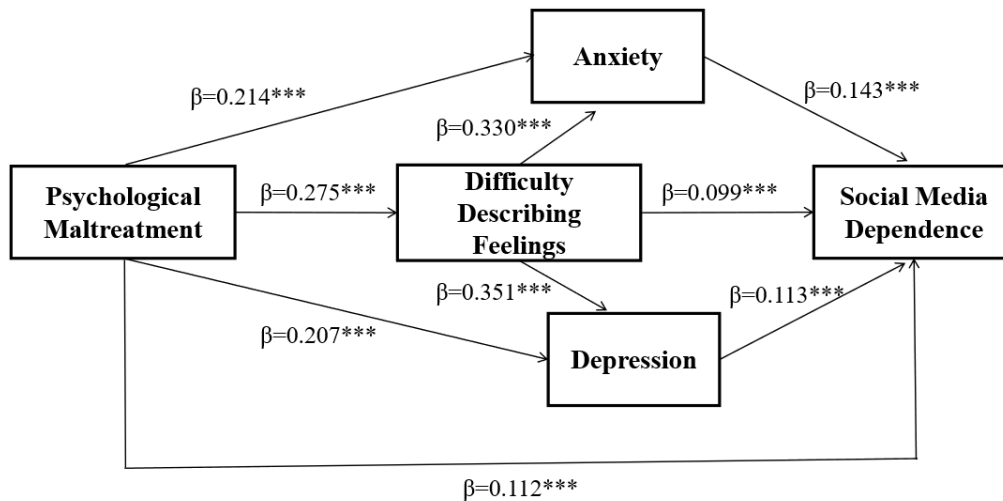 Anxiety
β=0.214***
β=0.143***
β=0.330***
Psychological
Maltreatment
β=0.275***
Difficulty
Describing
Feelings
β=0.099***
Social Media
Dependence
β=0.351***
β=0.113***
β=0.207***
Depression
β=0.112***